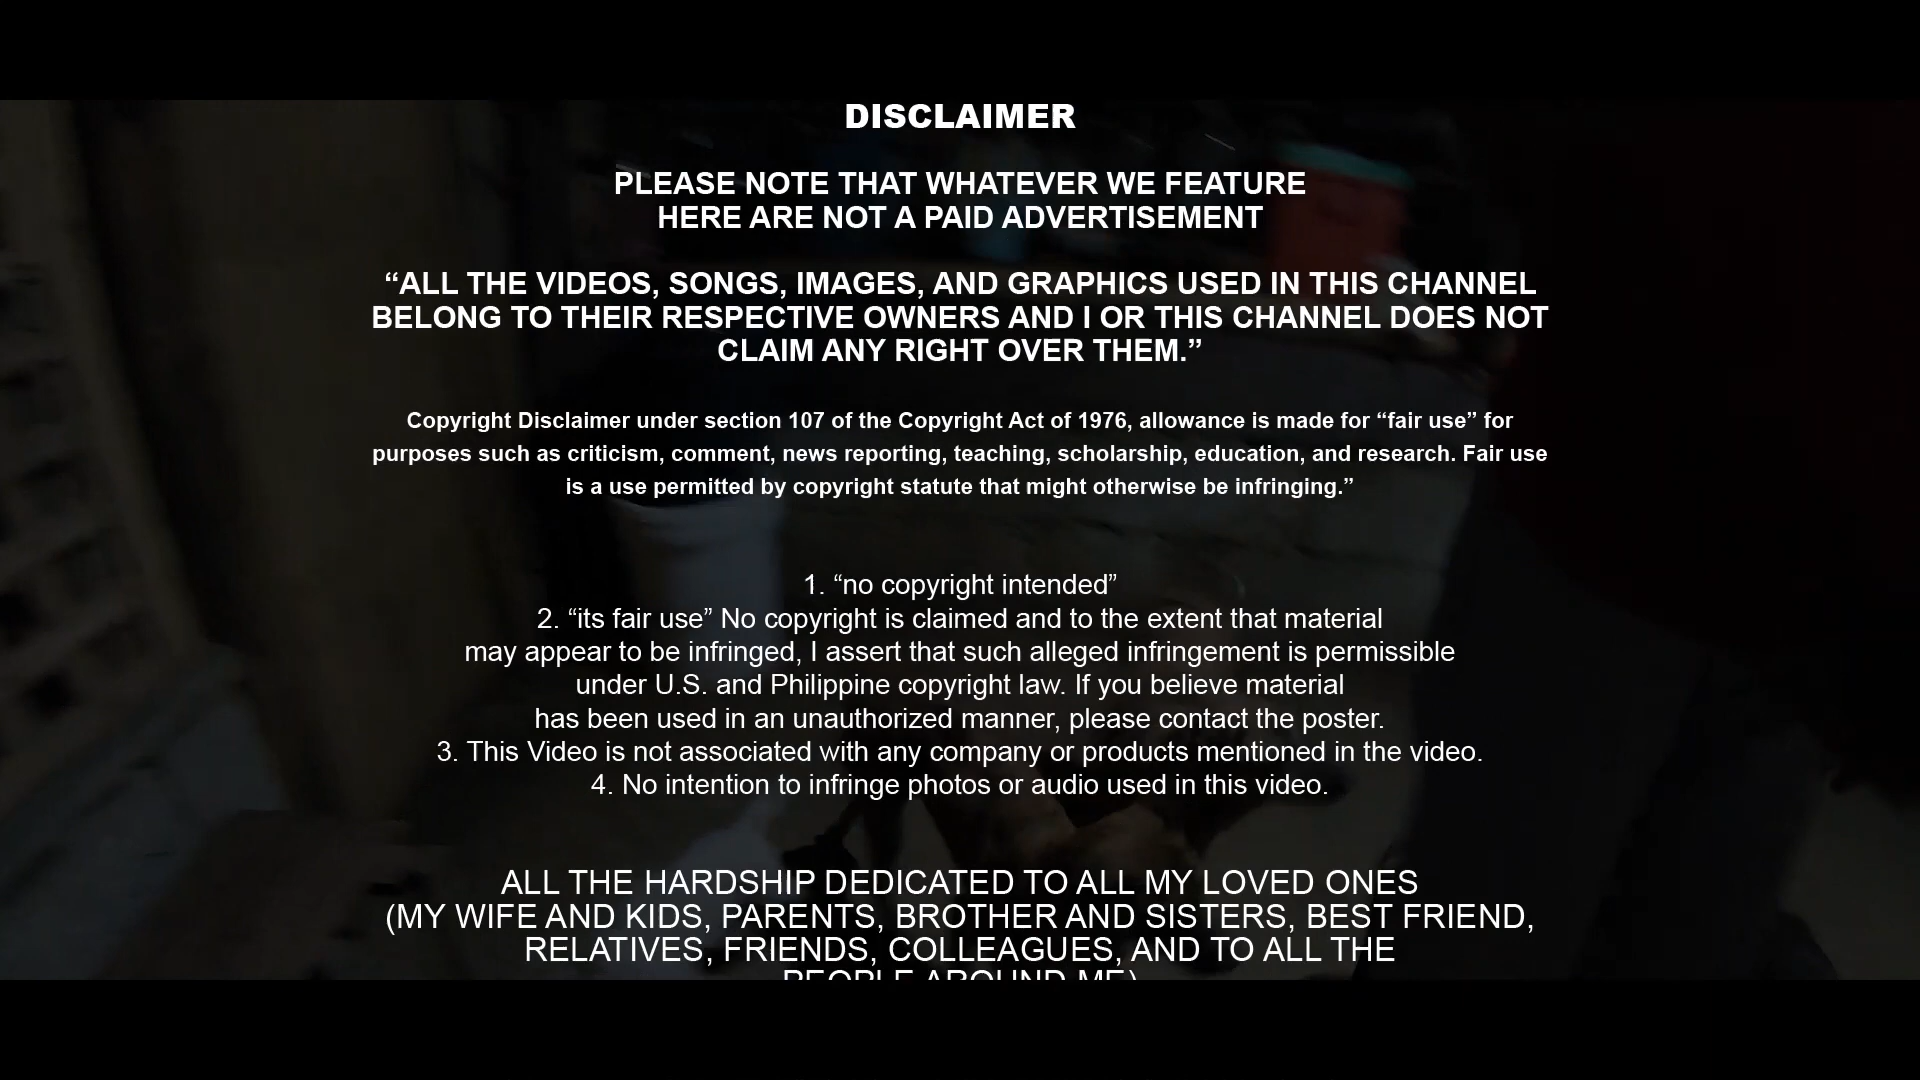 DISCLAIMER
PLEASE NOTE THAT WHATEVER WE FEATURE
HERE ARE NOT A PAID ADVERTISEMENT
“ALL THE VIDEOS, SONGS, IMAGES, AND GRAPHICS USED IN THIS CHANNEL
BELONG TO THEIR RESPECTIVE OWNERS AND I OR THIS CHANNEL DOES NOT
CLAIM ANY RIGHT OVER THEM.”
Copyright Disclaimer under section 107 of the Copyright Act of 1976, allowance is made for “fair use” for
purposes such as criticism, comment, news reporting, teaching, scholarship, education, and research. Fair use
is a use permitted by copyright statute that might otherwise be infringing.”
1. “no copyright intended”
2. “its fair use” No copyright is claimed and to the extent that material
may appear to be infringed, I assert that such alleged infringement is permissible
under U.S. and Philippine copyright law. If you believe material
has been used in an unauthorized manner, please contact the poster.
3. This Video is not associated with any company or products mentioned in the video.
4. No intention to infringe photos or audio used in this video.
ALL THE HARDSHIP DEDICATED TO ALL MY LOVED ONES
(MY WIFE AND KIDS, PARENTS, BROTHER AND SISTERS, BEST FRIEND,
RELATIVES, FRIENDS, COLLEAGUES, AND TO ALL THE
PEOPLE AROUND ME)